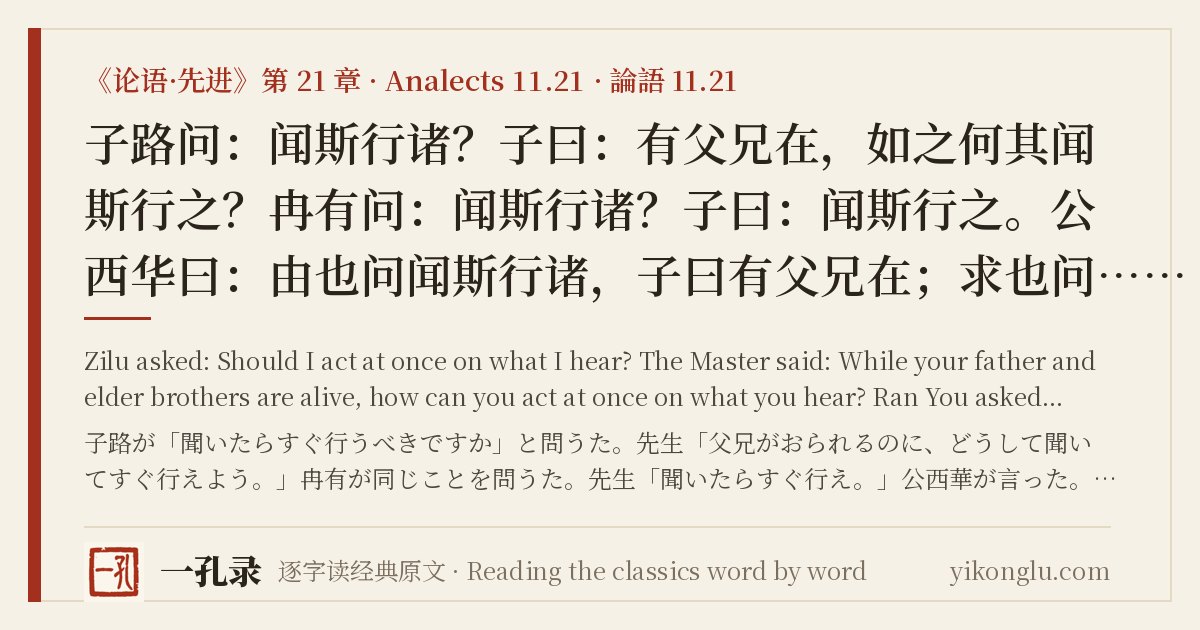 《论语·先进》第 21 章 · Analects 11.21 · 論語 11.21
子路问：闻斯行诸？子曰：有父兄在，如之何其闻
斯行之？冉有问：闻斯行诸？子曰：闻斯行之。公
西华曰：由也问闻斯行诸，子曰有父兄在；求也问……
Zilu asked: Should I act at once on what I hear? The Master said: While your father and
elder brothers are alive, how can you act at once on what you hear? Ran You asked...
子路が「聞いたらすぐ行うべきですか」と問うた。先生「父兄がおられるのに、どうして聞い
てすぐ行えよう。」冉有が同じことを問うた。先生「聞いたらすぐ行え。」公西華が言った。…
一孔
一孔录 逐字读经典原文 · Reading the classics word by word yikonglu.com